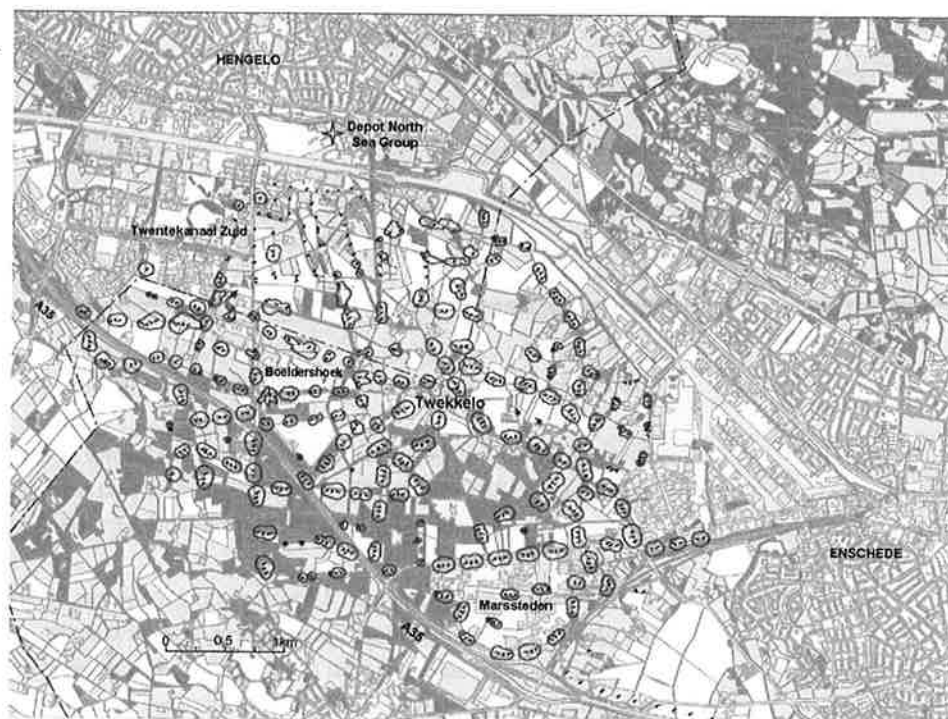 HENGELO
Depot North
Sea Group
Twentekanaal Zuid
A35
Boeldershoek
Twekkelo
ENSCHEDE
Marssteden
0 0,5 1km
A35